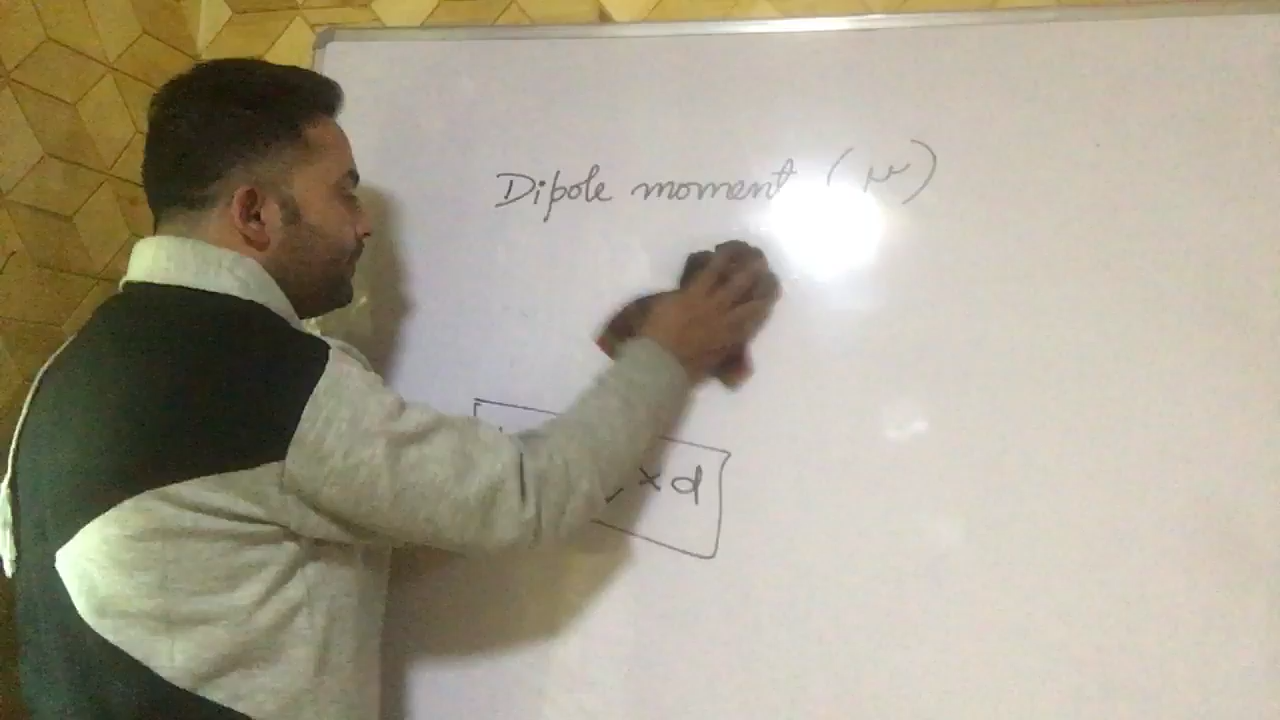 Dipole moment (μ)
× d